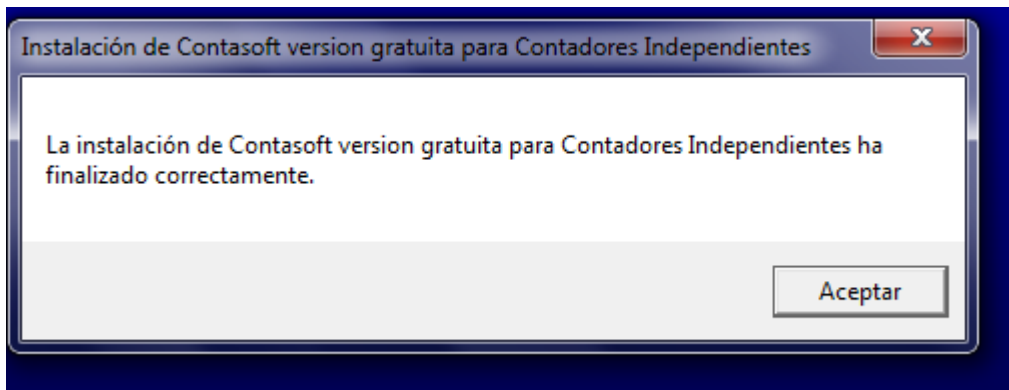 Instalación de Contasoft version gratuita para Contadores Independientes
La instalación de Contasoft version gratuita para Contadores Independientes ha
finalizado correctamente.
Aceptar